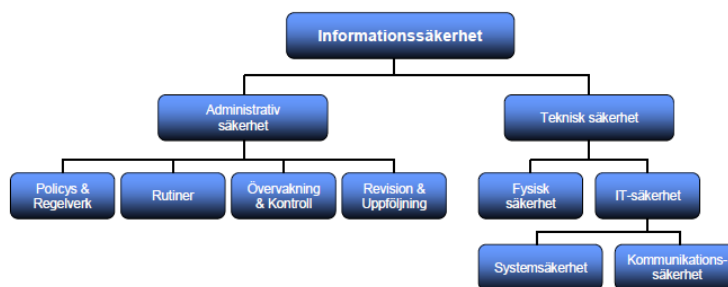 Informationssäkerhet
Administrativ
säkerhet
Teknisk säkerhet
Policys &
Regelverk
Rutiner
Övervakning
& Kontroll
Revision &
Uppföljning
Fysisk
säkerhet
IT-säkerhet
Systemsäkerhet
Kommunikations-
säkerhet